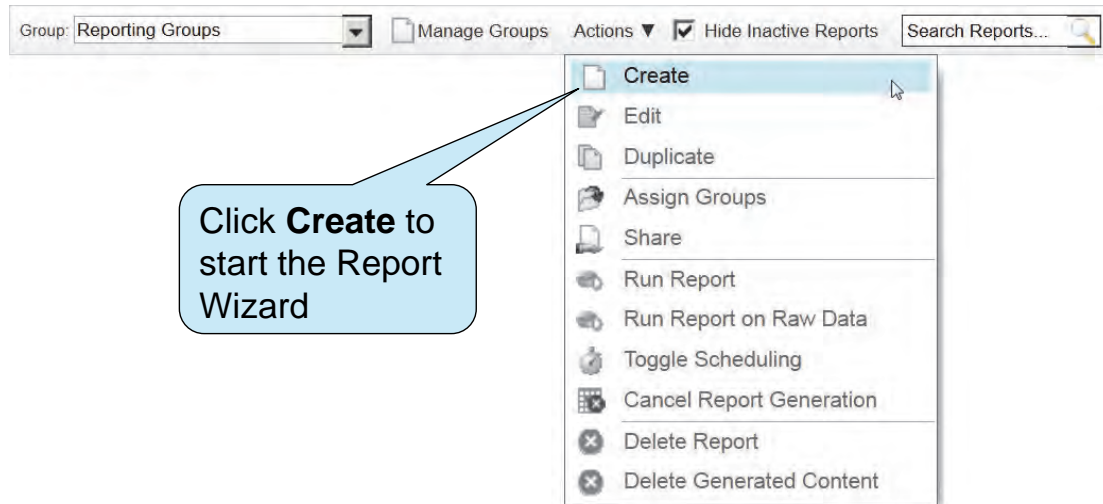 Group: Reporting Groups Manage Groups Actions ▼ Hide Inactive Reports Search Reports...
Create
Edit
Duplicate
Assign Groups
Share
Run Report
Run Report on Raw Data
Toggle Scheduling
Cancel Report Generation
Delete Report
Delete Generated Content
Click Create to
start the Report
Wizard